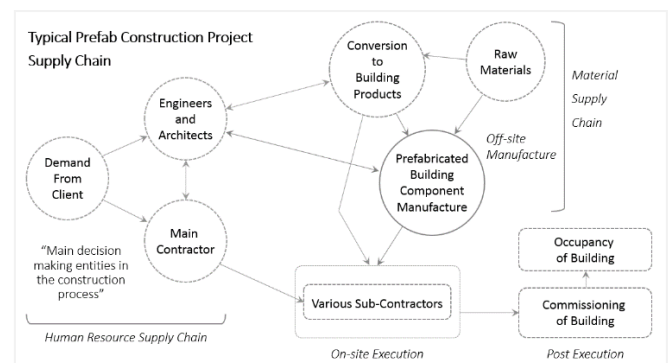 Typical Prefab Construction Project
Supply Chain
Conversion
to
Building
Products
Raw
Materials
Material
Supply
Chain
Engineers
and
Architects
Off-site
Manufacture
Demand
From
Client
Prefabricated
Building
Component
Manufacture
Main
Contractor
"Main decision
making entities in
the construction
process"
Occupancy
of Building
Various Sub-Contractors
Commissioning
of Building
Human Resource Supply Chain
On-site Execution
Post Execution